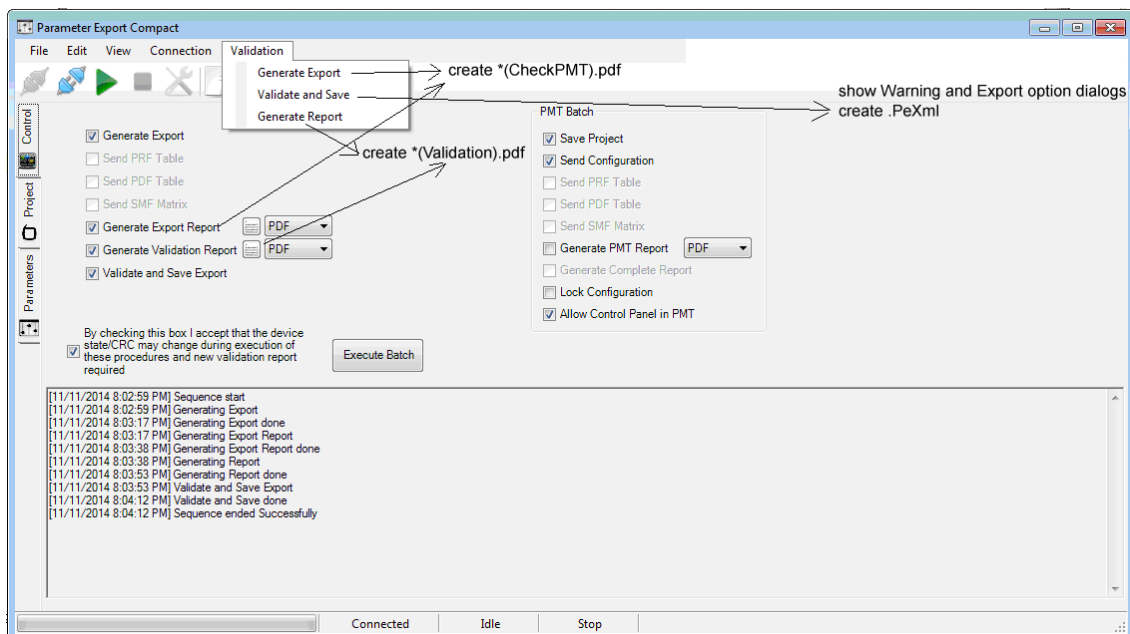 Parameter Export Compact
File Edit View Connection Validation
Generate Export
Validate and Save
Generate Report
create *(CheckPMT).pdf
show Warning and Export option dialogs
create .PeXml
create *(Validation).pdf
Control
Project
Parameters
Generate Export
Send PRF Table
Send PDF Table
Send SMF Matrix
Generate Export Report PDF
Generate Validation Report PDF
Validate and Save Export
PMT Batch
Save Project
Send Configuration
Send PRF Table
Send PDF Table
Send SMF Matrix
Generate PMT Report PDF
Generate Complete Report
Lock Configuration
Allow Control Panel in PMT
By checking this box I accept that the device
state/CRC may change during execution of
these procedures and new validation report
required
Execute Batch
[11/11/2014 8:02:59 PM] Sequence start
[11/11/2014 8:02:59 PM] Generating Export
[11/11/2014 8:03:17 PM] Generating Export done
[11/11/2014 8:03:17 PM] Generating Export Report
[11/11/2014 8:03:38 PM] Generating Export Report done
[11/11/2014 8:03:38 PM] Generating Report
[11/11/2014 8:03:53 PM] Generating Report done
[11/11/2014 8:03:53 PM] Validate and Save Export
[11/11/2014 8:04:12 PM] Validate and Save done
[11/11/2014 8:04:12 PM] Sequence ended Successfully
Connected Idle Stop